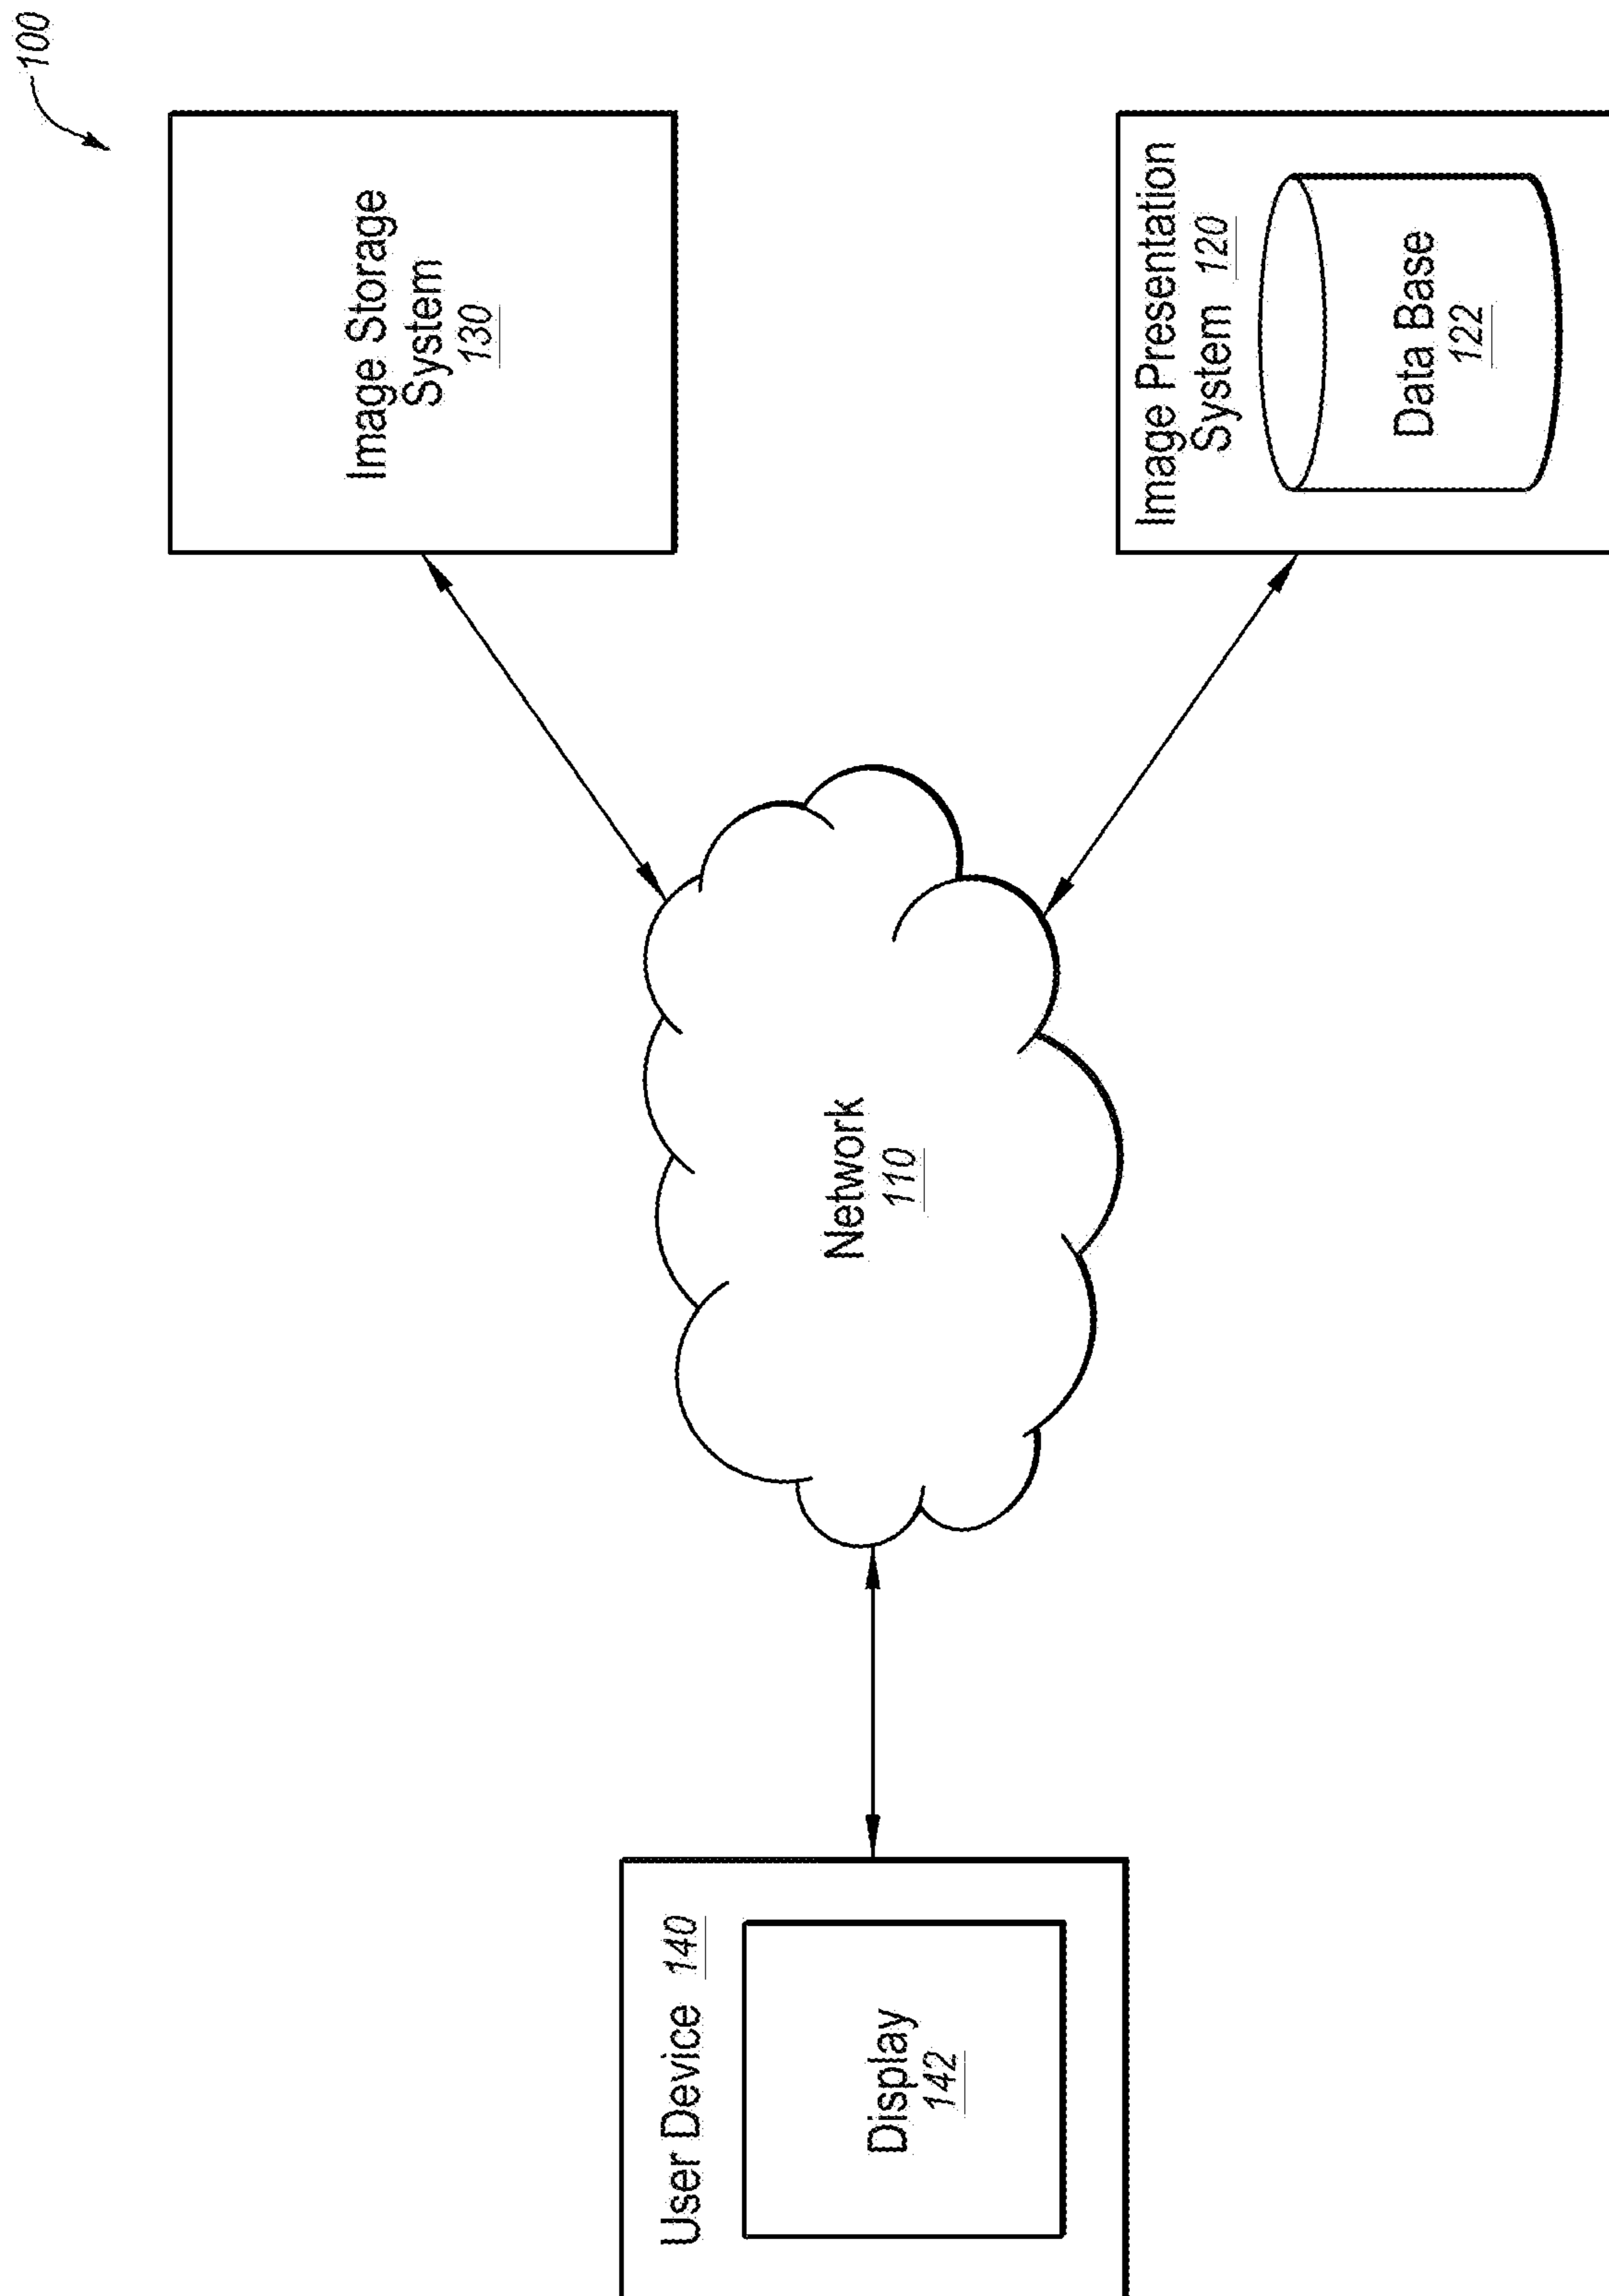 100
Image Storage
System
130
Image Presentation
System 120
Data Base
122
Network
110
User Device 140
Display
142